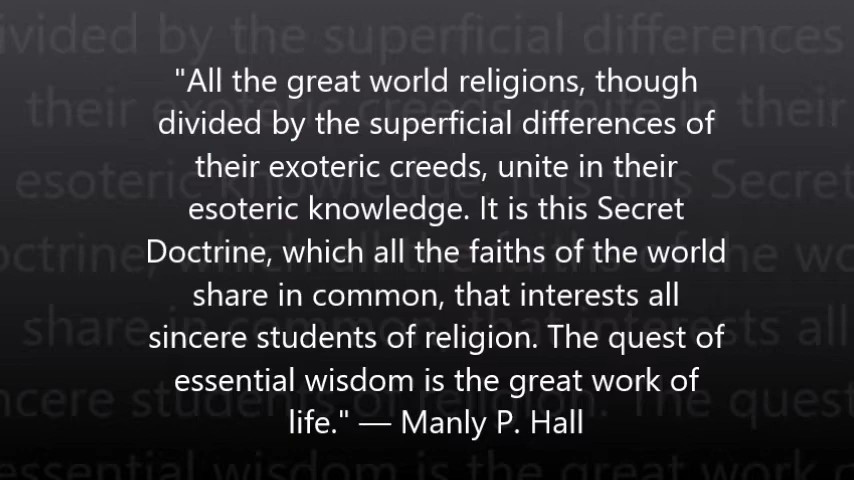 "All the great world religions, though
divided by the superficial differences of
their exoteric creeds, unite in their
esoteric knowledge. It is this Secret
Doctrine, which all the faiths of the world
share in common, that interests all
sincere students of religion. The quest of
essential wisdom is the great work of
life." — Manly P. Hall